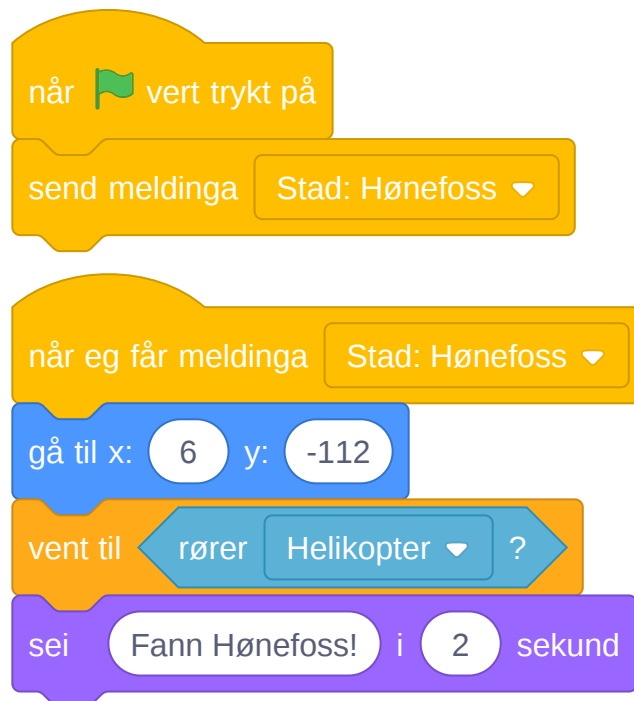 når vert trykt på
send meldinga Stad: Hønefoss
når eg får meldinga Stad: Hønefoss
gå til x: 6 y: -112
vent til rører Helikopter ?
sei Fann Hønefoss! i 2 sekund